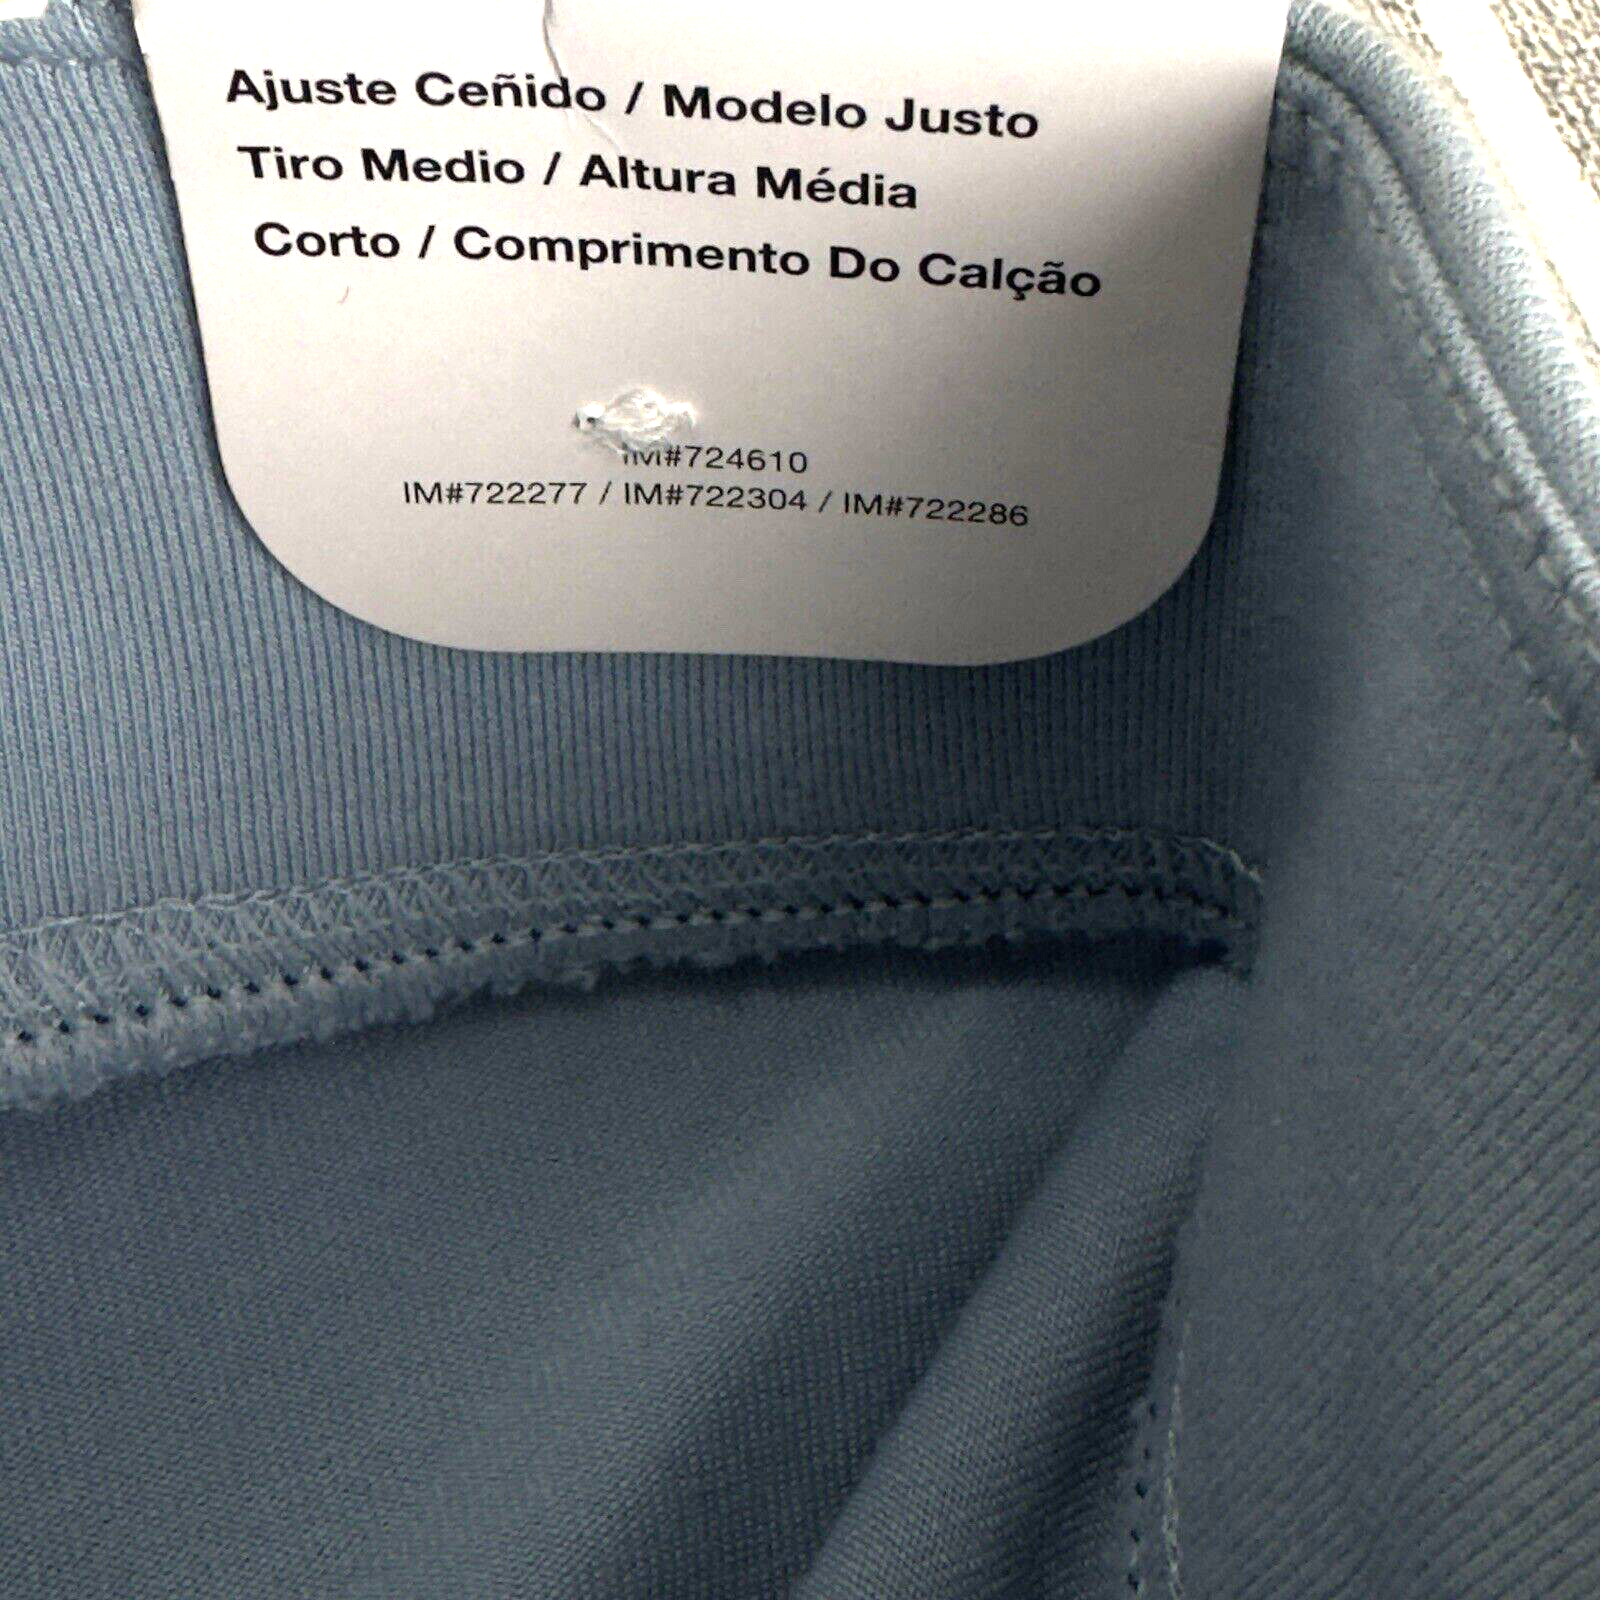 Ajuste Ceñido / Modelo Justo
Tiro Medio / Altura Média
Corto / Comprimento Do Calção
IM#724610
IM#722277 / IM#722304 / IM#722286